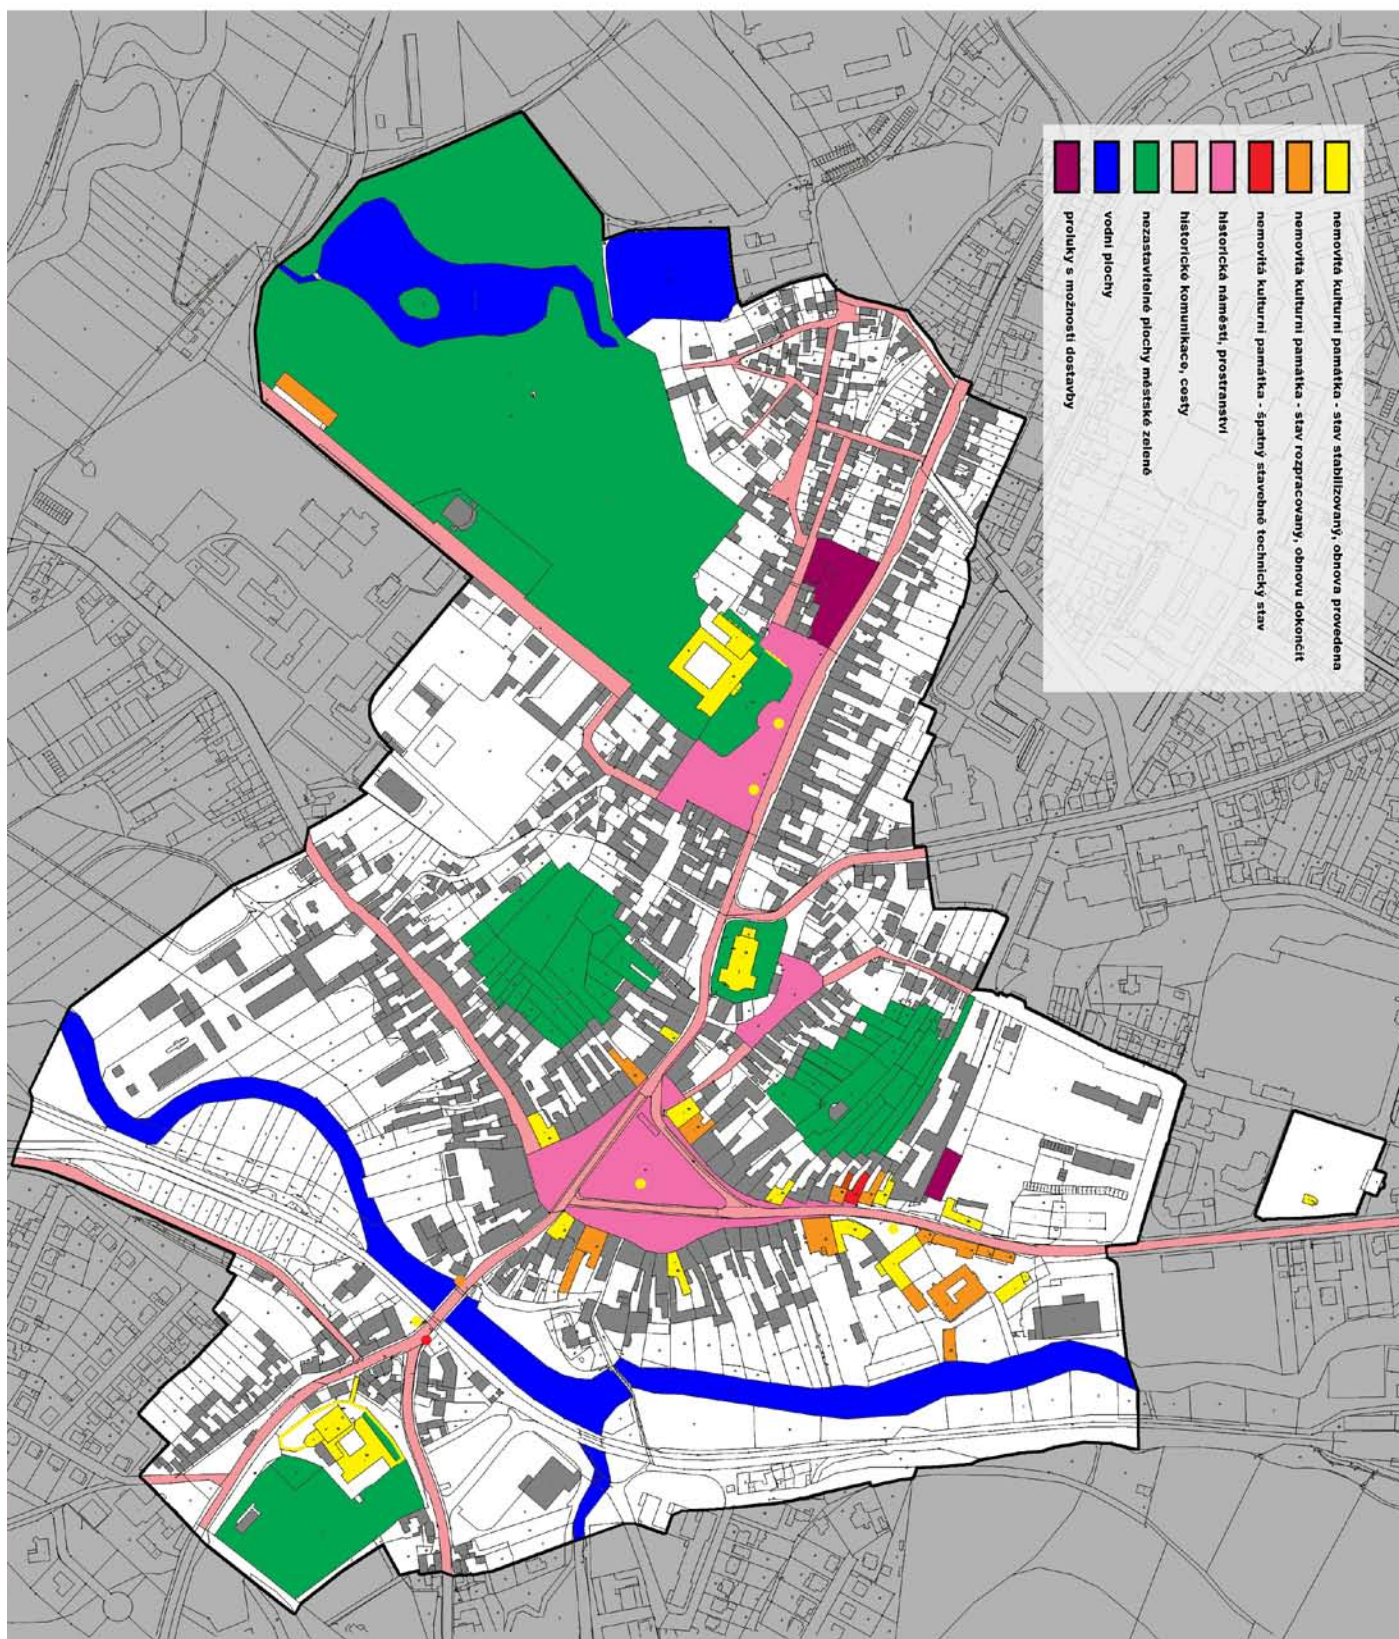 nemovitá kulturní památka - stav stabilizovaný, obnova provedena
nemovitá kulturní památka - stav rozpracovaný, obnovu dokončit
nemovitá kulturní památka - špatný stavebně technický stav
historická náměstí, prostranství
historické komunikace, cesty
nezastavitelné plochy městské zeleně
vodní plochy
proluky s možností dostavby